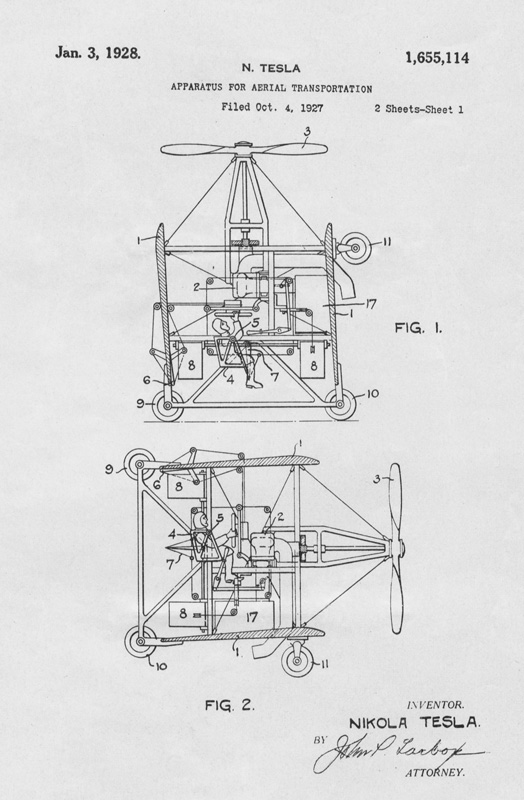 Jan. 3, 1928.
1,655,114
N. TESLA
APPARATUS FOR AERIAL TRANSPORTATION
Filed Oct. 4, 1927
2 Sheets-Sheet 1
3
1
11
2
17
1
5
FIG. 1.
8
8
6
4
7
9
10
1
9
6
8
3
4
5
2
7
8
17
1
10
11
FIG. 2.
INVENTOR.
NIKOLA TESLA.
BY
John P. Larbox
ATTORNEY.